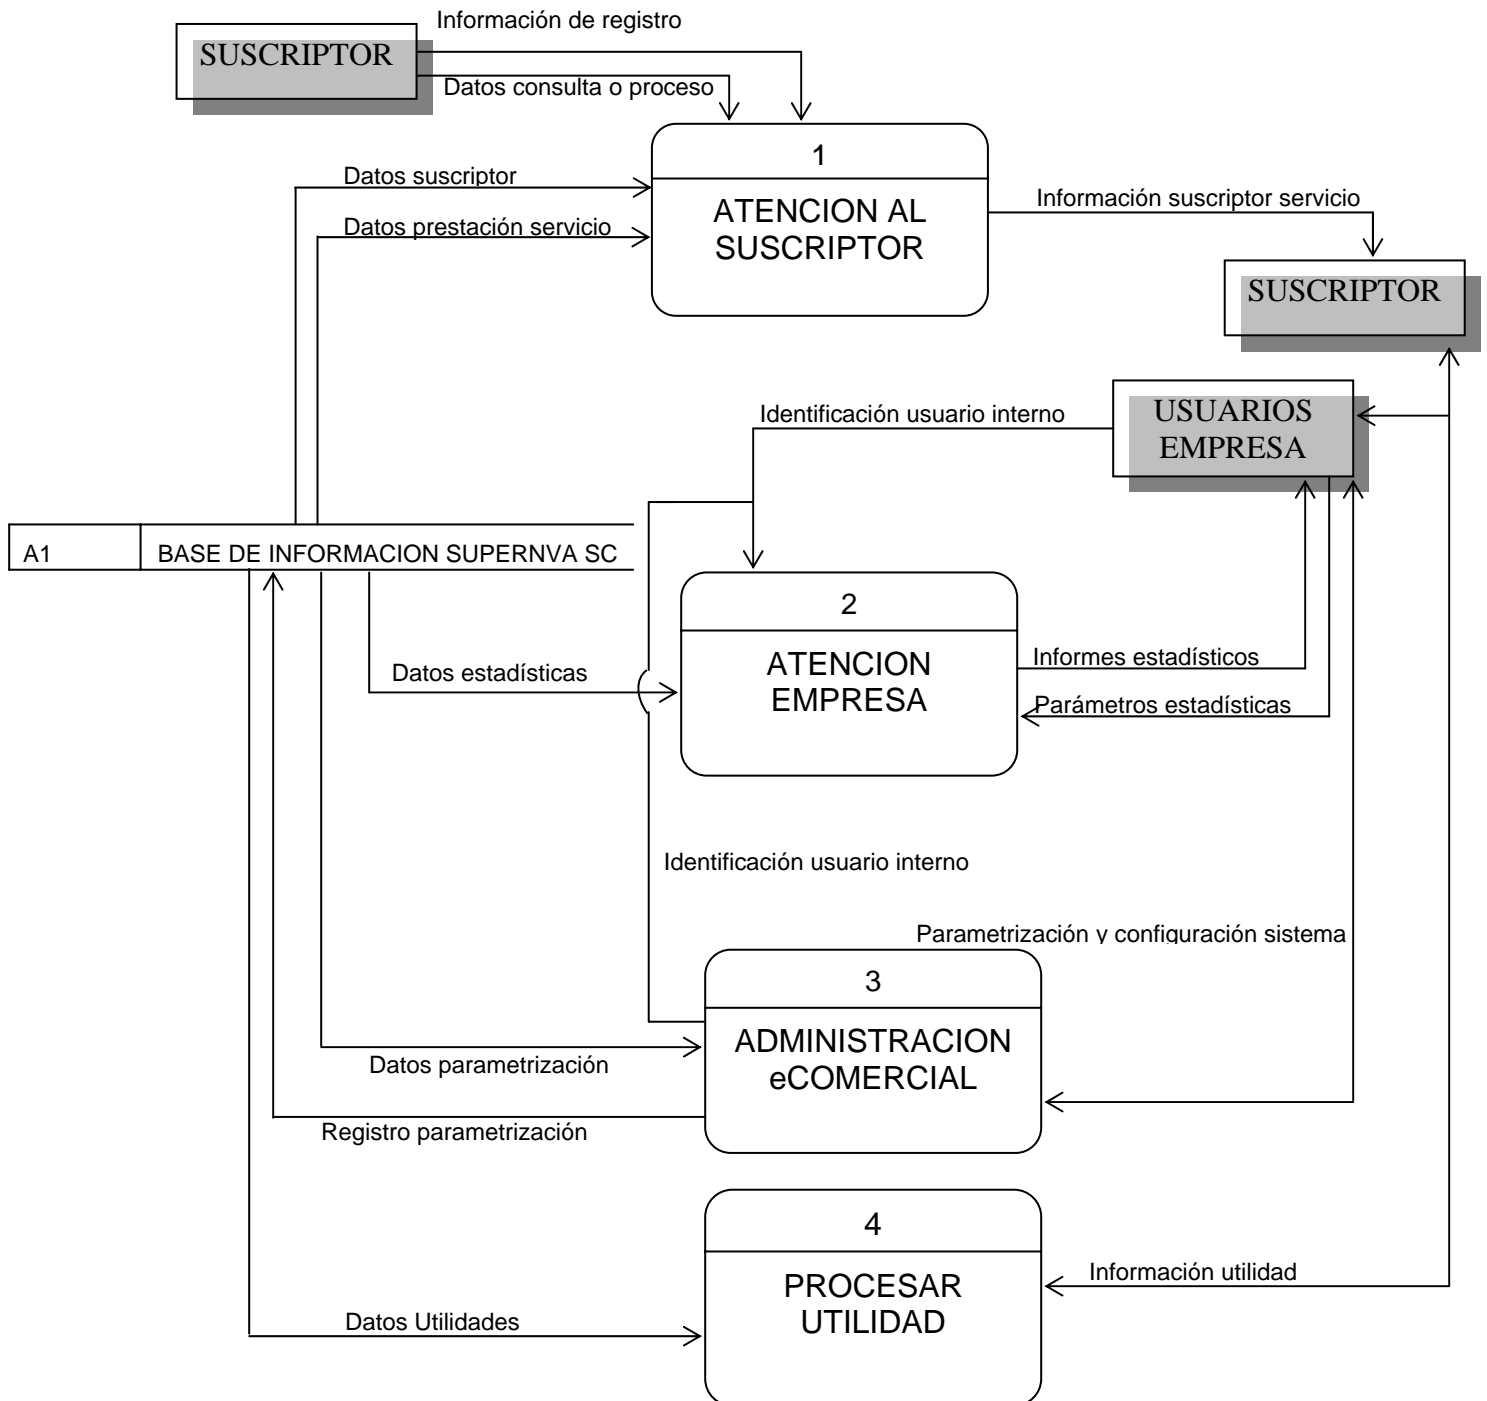 Información de registro
SUSCRIPTOR
Datos consulta o proceso
1
Datos suscriptor
ATENCION AL
SUSCRIPTOR
Información suscriptor servicio
Datos prestación servicio
SUSCRIPTOR
Identificación usuario interno
USUARIOS
EMPRESA
A1
BASE DE INFORMACION SUPERNVA SC
2
ATENCION
EMPRESA
Informes estadísticos
Datos estadísticas
Parámetros estadísticas
Identificación usuario interno
Parametrización y configuración sistema
3
ADMINISTRACION
eCOMERCIAL
Datos parametrización
Registro parametrización
4
PROCESAR
UTILIDAD
Información utilidad
Datos Utilidades